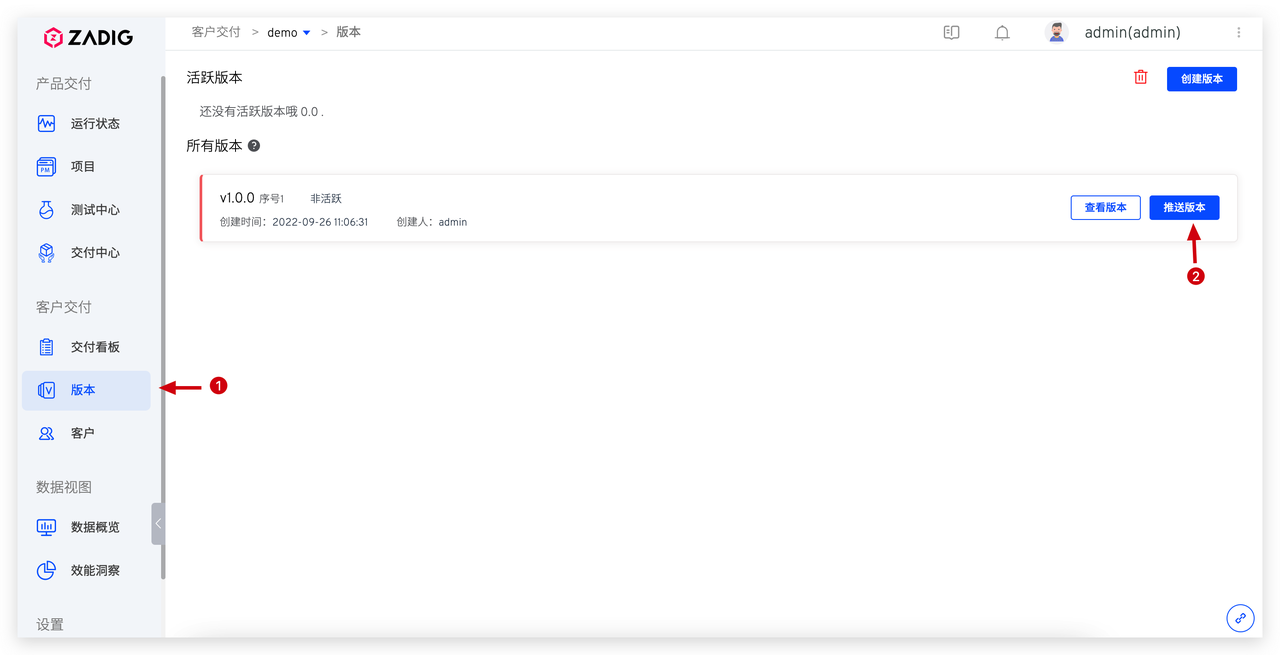 ZADIG
客户交付 > demo > 版本
admin(admin)
产品交付
运行状态
项目
测试中心
交付中心
客户交付
交付看板
版本
客户
数据视图
数据概览
效能洞察
设置
活跃版本
创建版本
还没有活跃版本哦 0.0 .
所有版本 ?
v1.0.0 序号1 非活跃
创建时间：2022-09-26 11:06:31 创建人：admin
查看版本 推送版本
1
2